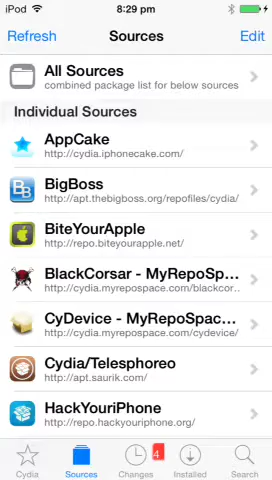 iPod 8:29 pm
Refresh Sources Edit
All Sources
combined package list for below sources
Individual Sources
AppCake
http://cydia.iphonecake.com/
BigBoss
http://apt.thebigboss.org/repofiles/cydia/
BiteYourApple
http://repo.biteyourapple.net/
BlackCorsar - MyRepoSp...
http://cydia.myrepospace.com/blackcor...
CyDevice - MyRepoSpac...
http://cydia.myrepospace.com/cydevice/
Cydia/Telesphoreo
http://apt.saurik.com/
HackYouriPhone
http://repo.hackyouriphone.org/
4
Cydia Sources Changes Installed Search